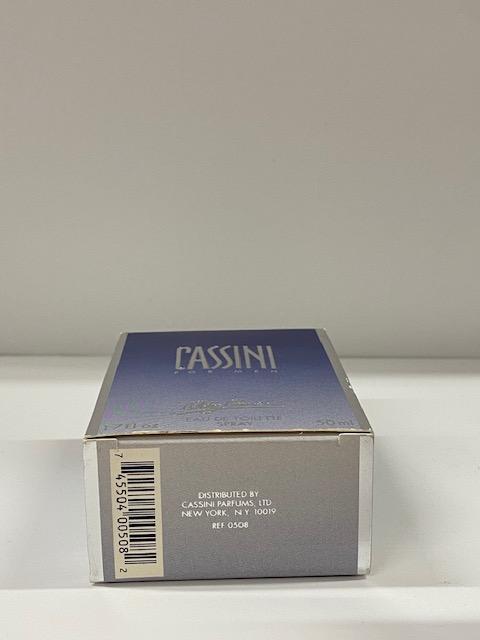 CASSINI
FOR MEN
EAU DE TOILETTE
1.7 fl oz SPRAY 50 ml
7 45504 00508 2
DISTRIBUTED BY
CASSINI PARFUMS, LTD
NEW YORK, N Y 10019
REF 0508